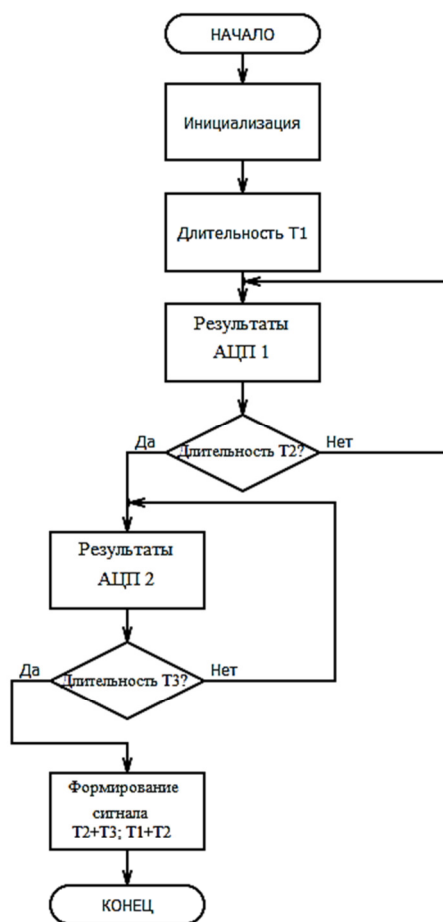 НАЧАЛО
Инициализация
Длительность Т1
Результаты
АЦП 1
Да
Длительность Т2?
Нет
Результаты
АЦП 2
Да
Длительность Т3?
Нет
Формирование
сигнала
Т2+Т3; Т1+Т2
КОНЕЦ